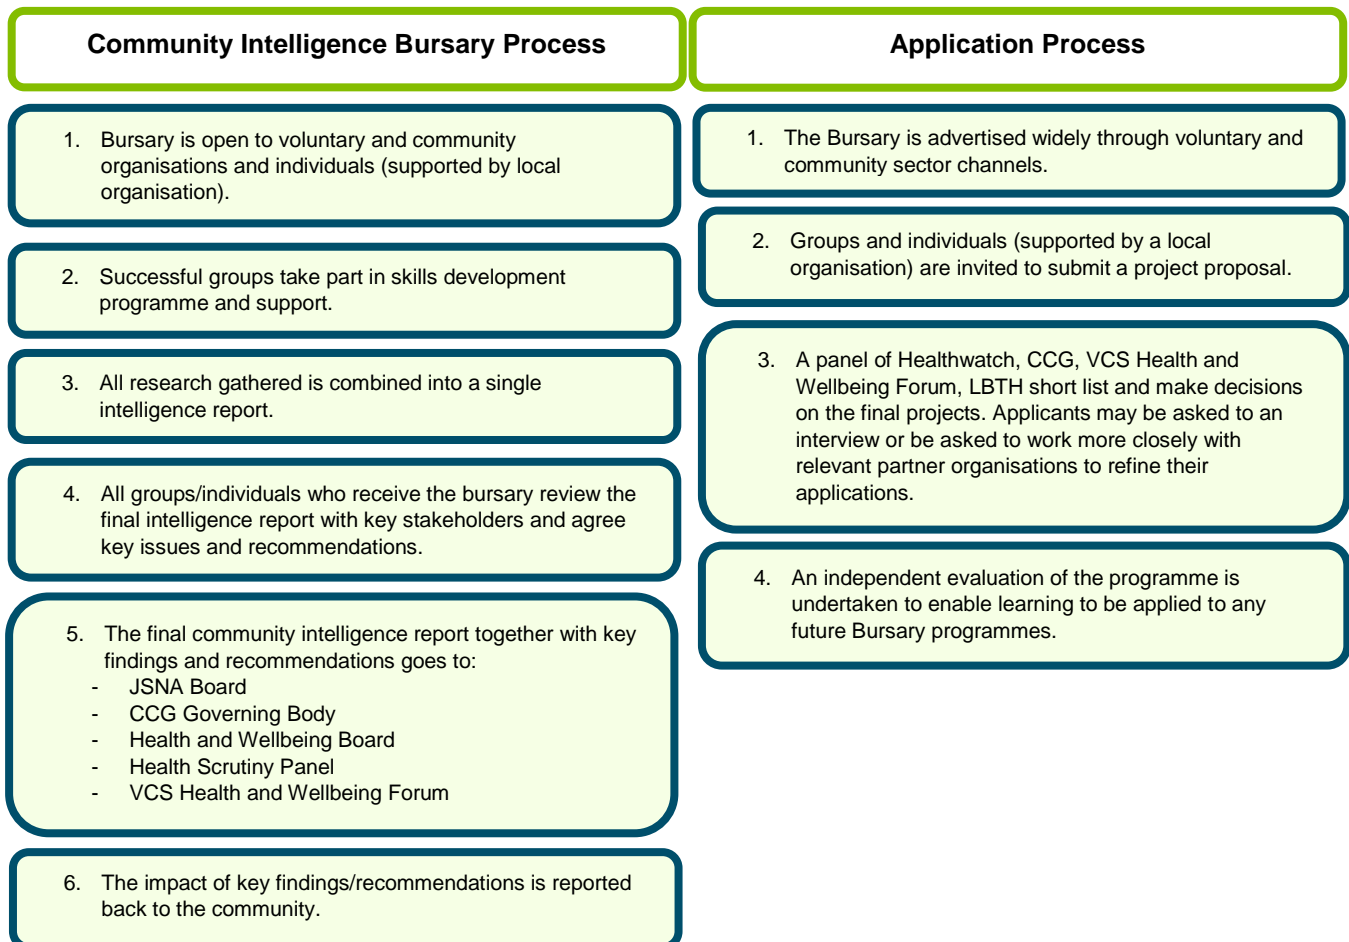 Community Intelligence Bursary Process
1. Bursary is open to voluntary and community
organisations and individuals (supported by local
organisation).
2. Successful groups take part in skills development
programme and support.
3. All research gathered is combined into a single
intelligence report.
4. All groups/individuals who receive the bursary review the
final intelligence report with key stakeholders and agree
key issues and recommendations.
5. The final community intelligence report together with key
findings and recommendations goes to:
- JSNA Board
- CCG Governing Body
- Health and Wellbeing Board
- Health Scrutiny Panel
- VCS Health and Wellbeing Forum
6. The impact of key findings/recommendations is reported
back to the community.
Application Process
1. The Bursary is advertised widely through voluntary and
community sector channels.
2. Groups and individuals (supported by a local
organisation) are invited to submit a project proposal.
3. A panel of Healthwatch, CCG, VCS Health and
Wellbeing Forum, LBTH short list and make decisions
on the final projects. Applicants may be asked to an
interview or be asked to work more closely with
relevant partner organisations to refine their
applications.
4. An independent evaluation of the programme is
undertaken to enable learning to be applied to any
future Bursary programmes.